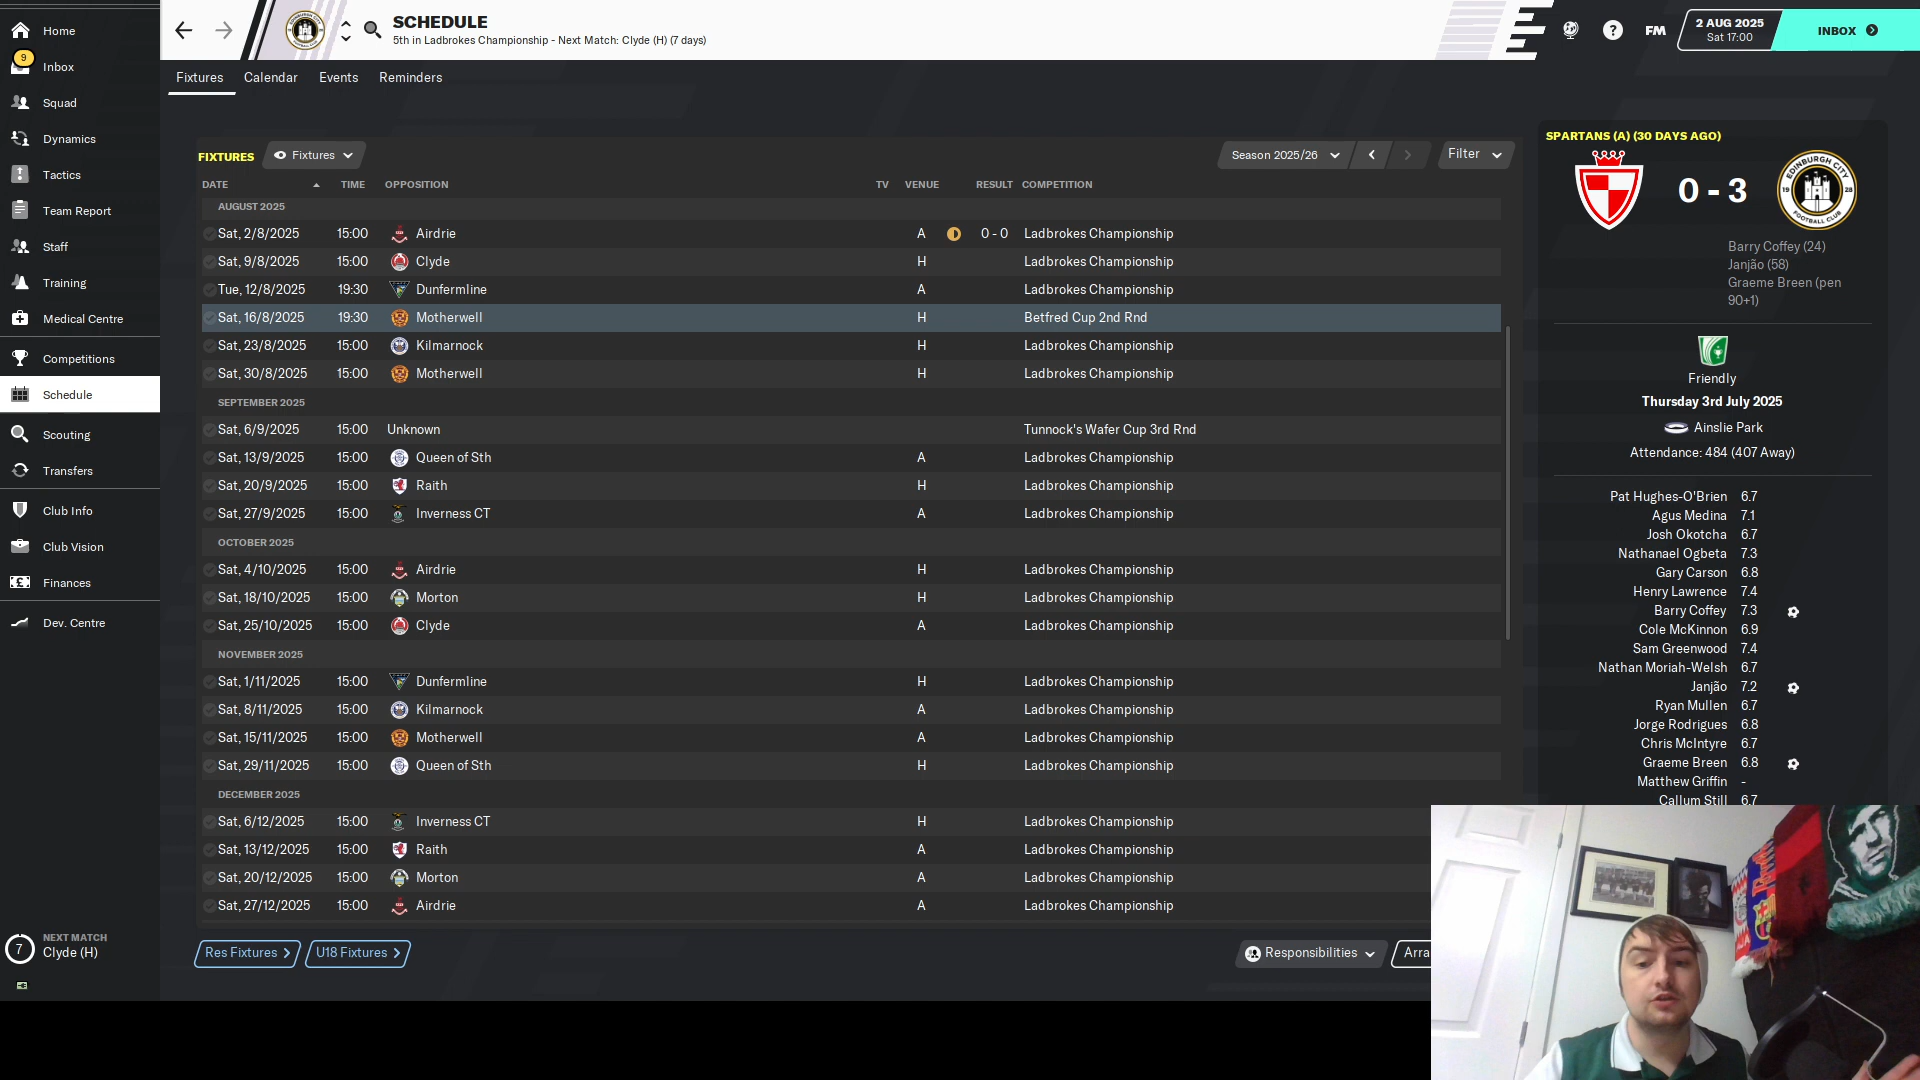 SCHEDULE
5th in Ladbrokes Championship - Next Match: Clyde (H) (7 days)
FM
2 AUG 2025
Sat 17:00
INBOX
Home
9
Inbox
Squad
Dynamics
Tactics
Team Report
Staff
Training
Medical Centre
Competitions
Schedule
Scouting
Transfers
Club Info
Club Vision
Finances
Dev. Centre
7
NEXT MATCH
Clyde (H)
Fixtures Calendar Events Reminders
FIXTURES Fixtures Season 2025/26 Filter
DATE TIME OPPOSITION TV VENUE RESULT COMPETITION
AUGUST 2025
Sat, 2/8/2025 15:00 Airdrie A 0 - 0 Ladbrokes Championship
Sat, 9/8/2025 15:00 Clyde H Ladbrokes Championship
Tue, 12/8/2025 19:30 Dunfermline A Ladbrokes Championship
Sat, 16/8/2025 19:30 Motherwell H Betfred Cup 2nd Rnd
Sat, 23/8/2025 15:00 Kilmarnock H Ladbrokes Championship
Sat, 30/8/2025 15:00 Motherwell H Ladbrokes Championship
SEPTEMBER 2025
Sat, 6/9/2025 15:00 Unknown Tunnock's Wafer Cup 3rd Rnd
Sat, 13/9/2025 15:00 Queen of Sth A Ladbrokes Championship
Sat, 20/9/2025 15:00 Raith H Ladbrokes Championship
Sat, 27/9/2025 15:00 Inverness CT A Ladbrokes Championship
OCTOBER 2025
Sat, 4/10/2025 15:00 Airdrie H Ladbrokes Championship
Sat, 18/10/2025 15:00 Morton H Ladbrokes Championship
Sat, 25/10/2025 15:00 Clyde A Ladbrokes Championship
NOVEMBER 2025
Sat, 1/11/2025 15:00 Dunfermline H Ladbrokes Championship
Sat, 8/11/2025 15:00 Kilmarnock A Ladbrokes Championship
Sat, 15/11/2025 15:00 Motherwell A Ladbrokes Championship
Sat, 29/11/2025 15:00 Queen of Sth H Ladbrokes Championship
DECEMBER 2025
Sat, 6/12/2025 15:00 Inverness CT H Ladbrokes Championship
Sat, 13/12/2025 15:00 Raith A Ladbrokes Championship
Sat, 20/12/2025 15:00 Morton A Ladbrokes Championship
Sat, 27/12/2025 15:00 Airdrie A Ladbrokes Championship
Res Fixtures U18 Fixtures Responsibilities Arra
SPARTANS (A) (30 DAYS AGO)
0 - 3
EDINBURGH CITY
19 28
FOOTBALL CLUB
Barry Coffey (24)
Janjão (58)
Graeme Breen (pen
90+1)
Friendly
Thursday 3rd July 2025
Ainslie Park
Attendance: 484 (407 Away)
Pat Hughes-O'Brien 6.7
Agus Medina 7.1
Josh Okotcha 6.7
Nathanael Ogbeta 7.3
Gary Carson 6.8
Henry Lawrence 7.4
Barry Coffey 7.3
Cole McKinnon 6.9
Sam Greenwood 7.4
Nathan Moriah-Welsh 6.7
Janjão 7.2
Ryan Mullen 6.7
Jorge Rodrigues 6.8
Chris McIntyre 6.7
Graeme Breen 6.8
Matthew Griffin -
Callum Still 6.7